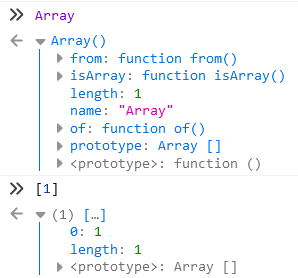 Array
Array()
from: function from()
isArray: function isArray()
length: 1
name: "Array"
of: function of()
prototype: Array []
<prototype>: function ()
[1]
(1) […]
0: 1
length: 1
<prototype>: Array []